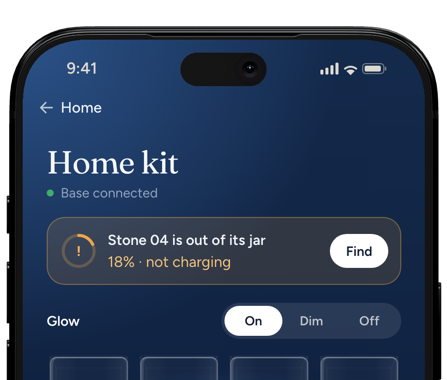 9:41
← Home
Home kit
Base connected
!
Stone 04 is out of its jar
18% · not charging
Find
Glow
On
Dim
Off